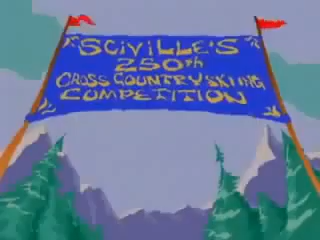 SCIVILLE'S
250th
CROSS COUNTRY SKIING
COMPETITION